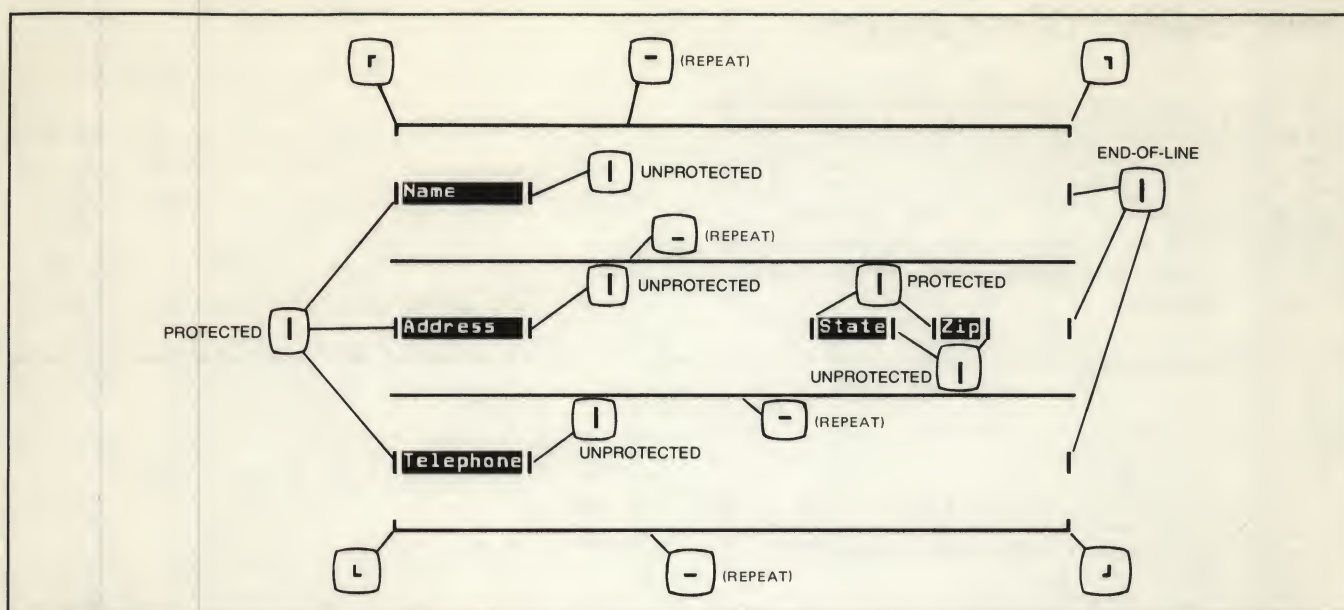 ┌ - (REPEAT) ┐
END-OF-LINE
|Name | | UNPROTECTED | |
- (REPEAT)
| UNPROTECTED | PROTECTED
PROTECTED | |Address | |State| |Zip| |
UNPROTECTED |
- (REPEAT)
| UNPROTECTED
|Telephone| |
└ - (REPEAT) ┘